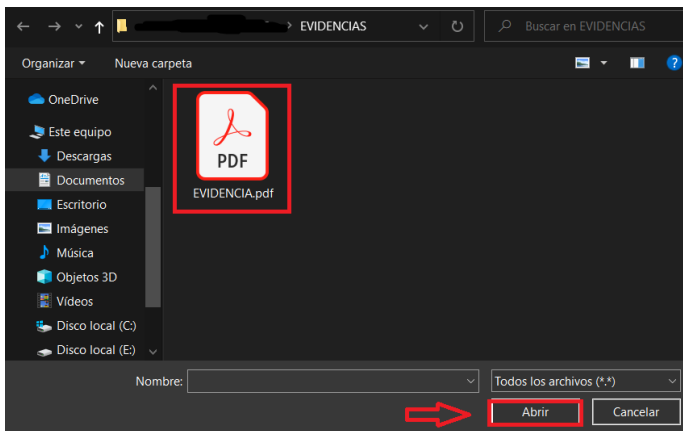 EVIDENCIAS
Buscar en EVIDENCIAS
Organizar
Nueva carpeta
?
OneDrive
Este equipo
Descargas
Documentos
Escritorio
Imágenes
Música
Objetos 3D
Vídeos
Disco local (C:)
Disco local (E:)
PDF
EVIDENCIA.pdf
Nombre:
Todos los archivos (*.*)
Abrir
Cancelar